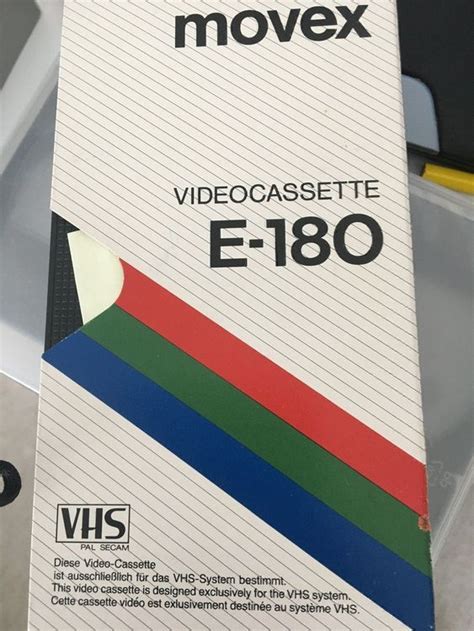 movex
VIDEOCASSETTE
E-180
VHS
PAL SECAM
Diese Video-Cassette
ist ausschließlich für das VHS-System bestimmt.
This video cassette is designed exclusively for the VHS system.
Cette cassette vidéo est exlusivement destinée au système VHS.